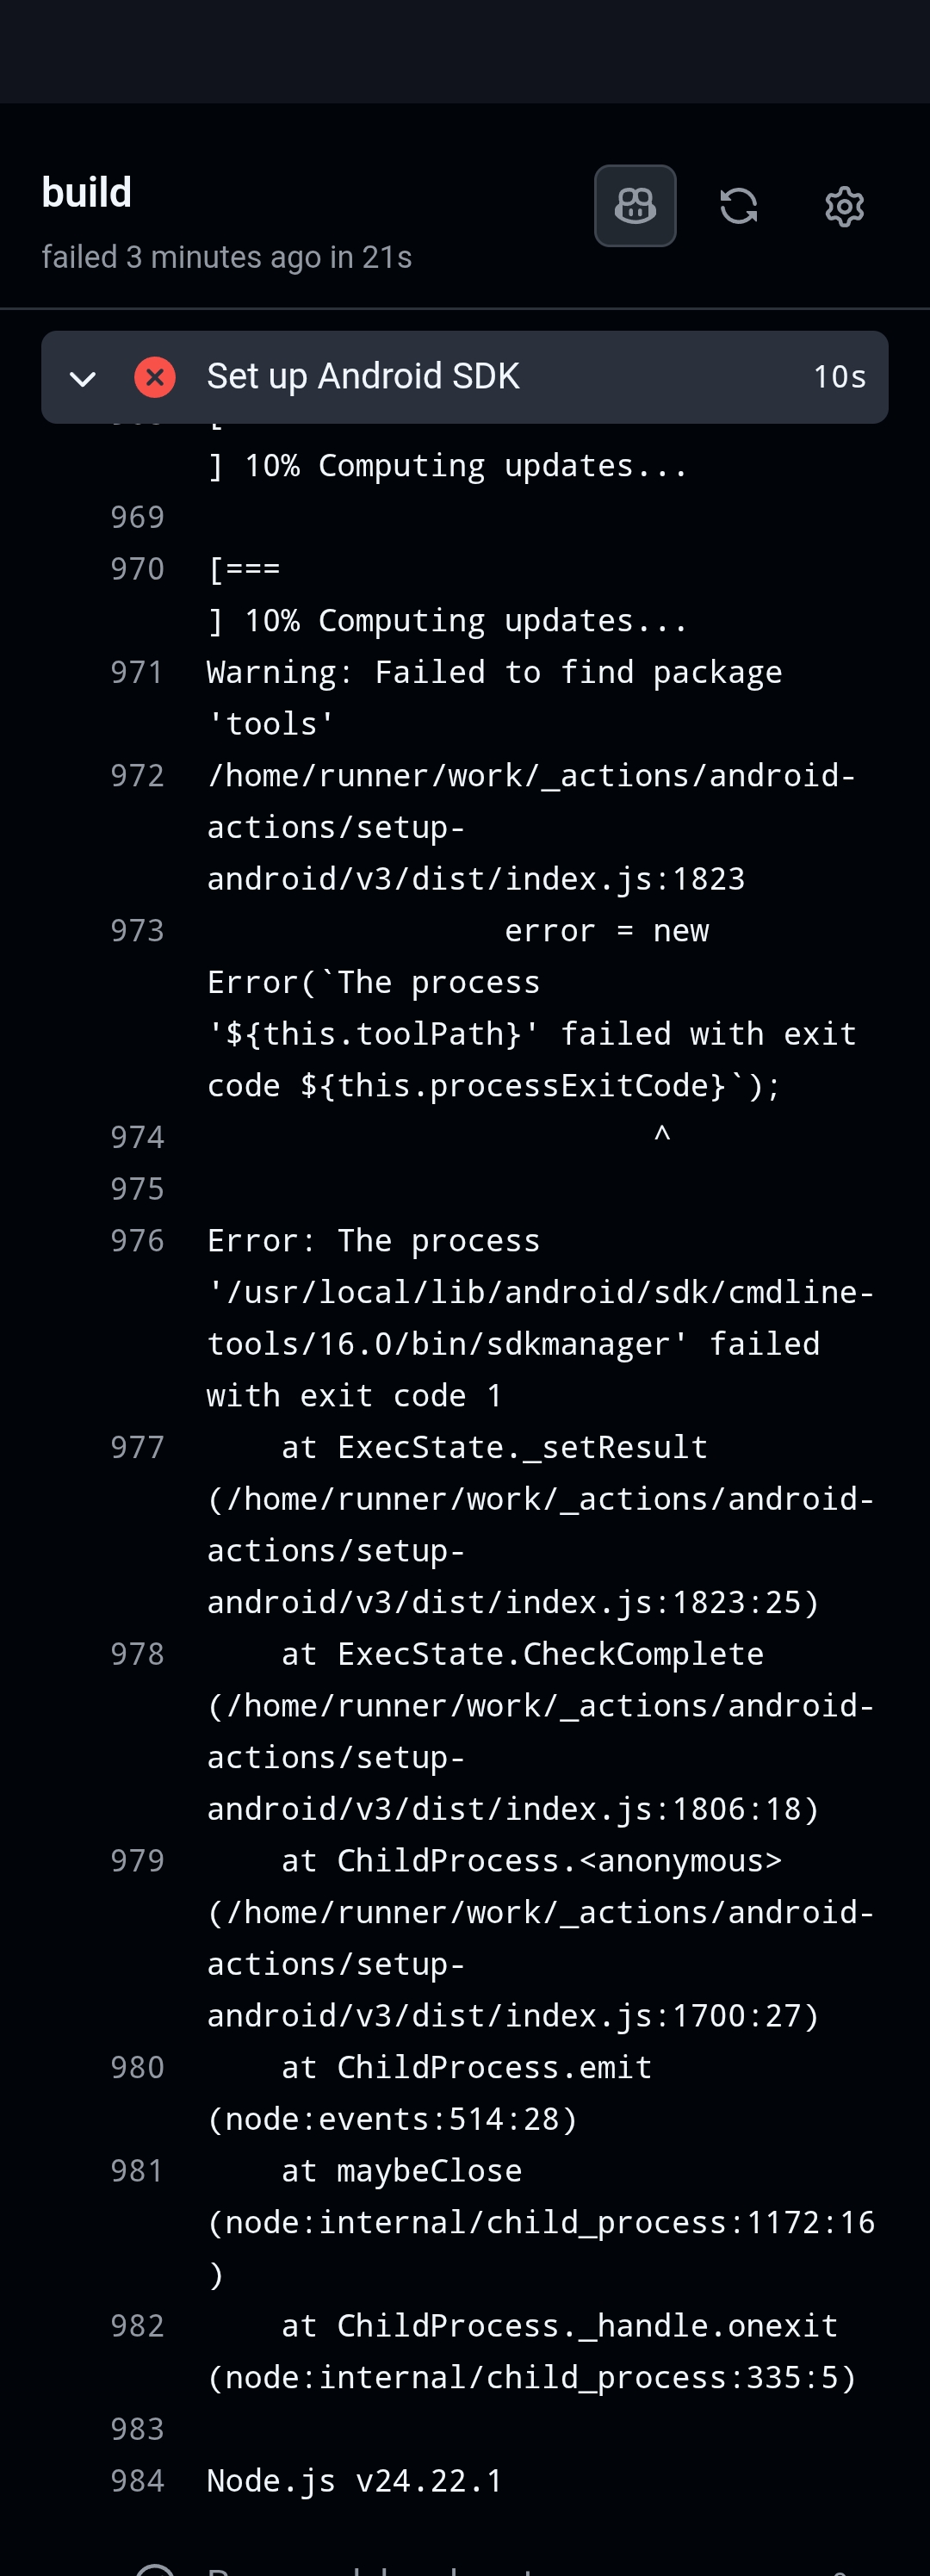 build
failed 3 minutes ago in 21s
Set up Android SDK 10s
] 10% Computing updates...
969
970 [===
] 10% Computing updates...
971 Warning: Failed to find package
'tools'
972 /home/runner/work/_actions/android-
actions/setup-
android/v3/dist/index.js:1823
973 error = new
Error(`The process
'${this.toolPath}' failed with exit
code ${this.processExitCode}`);
974 ^
975
976 Error: The process
'/usr/local/lib/android/sdk/cmdline-
tools/16.0/bin/sdkmanager' failed
with exit code 1
977 at ExecState._setResult
(/home/runner/work/_actions/android-
actions/setup-
android/v3/dist/index.js:1823:25)
978 at ExecState.CheckComplete
(/home/runner/work/_actions/android-
actions/setup-
android/v3/dist/index.js:1806:18)
979 at ChildProcess.<anonymous>
(/home/runner/work/_actions/android-
actions/setup-
android/v3/dist/index.js:1700:27)
980 at ChildProcess.emit
(node:events:514:28)
981 at maybeClose
(node:internal/child_process:1172:16
)
982 at ChildProcess._handle.onexit
(node:internal/child_process:335:5)
983
984 Node.js v24.22.1